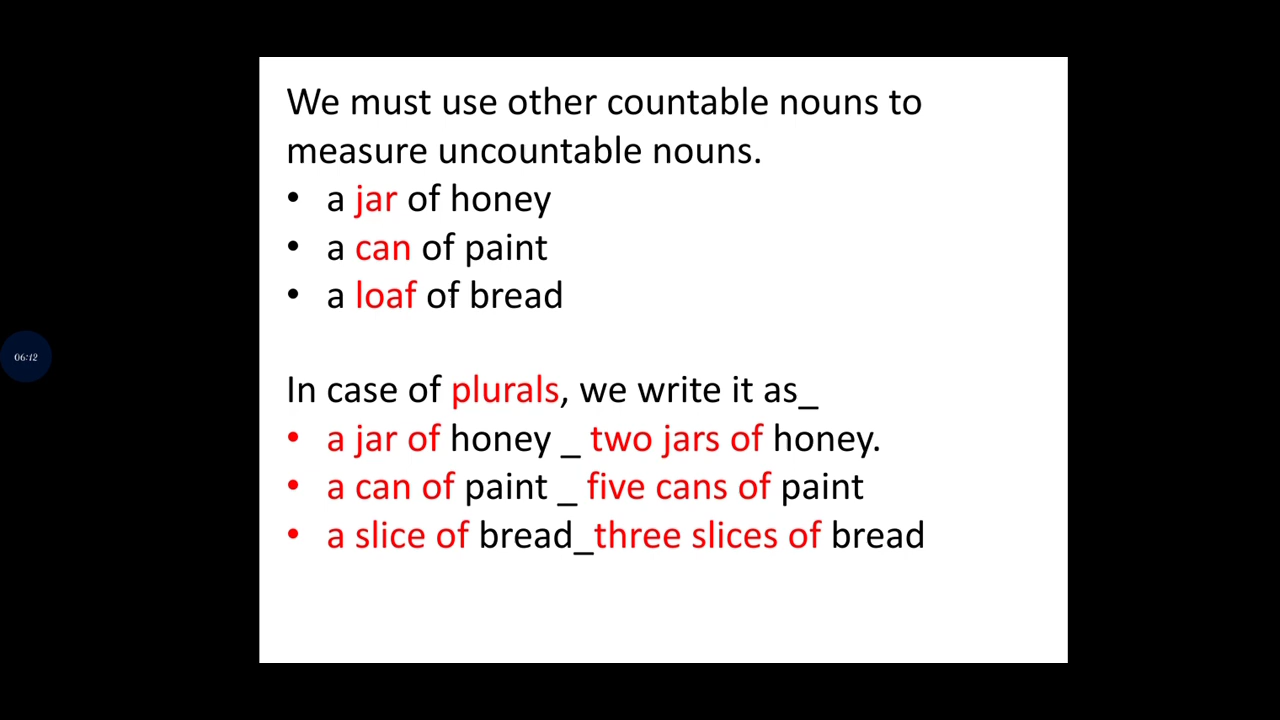 We must use other countable nouns to
measure uncountable nouns.
• a jar of honey
• a can of paint
• a loaf of bread
06:12
In case of plurals, we write it as_
• a jar of honey _ two jars of honey.
• a can of paint _ five cans of paint
• a slice of bread_three slices of bread